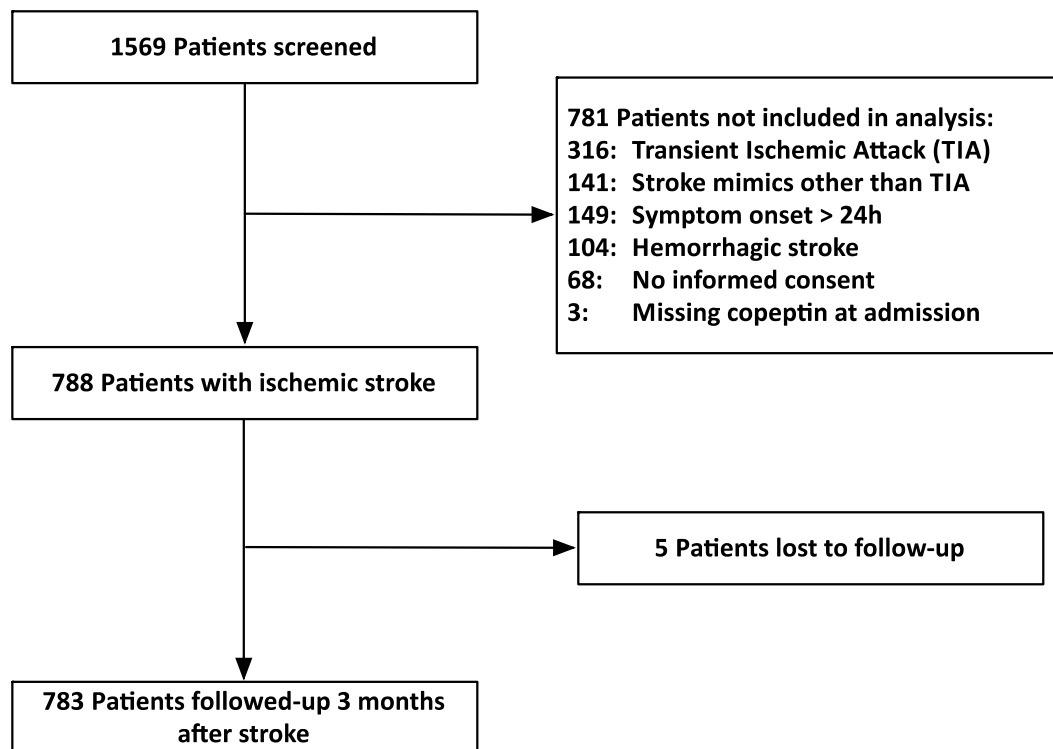 1569 Patients screened
781 Patients not included in analysis:
316: Transient Ischemic Attack (TIA)
141: Stroke mimics other than TIA
149: Symptom onset > 24h
104: Hemorrhagic stroke
68: No informed consent
3: Missing copeptin at admission
788 Patients with ischemic stroke
5 Patients lost to follow-up
783 Patients followed-up 3 months
after stroke